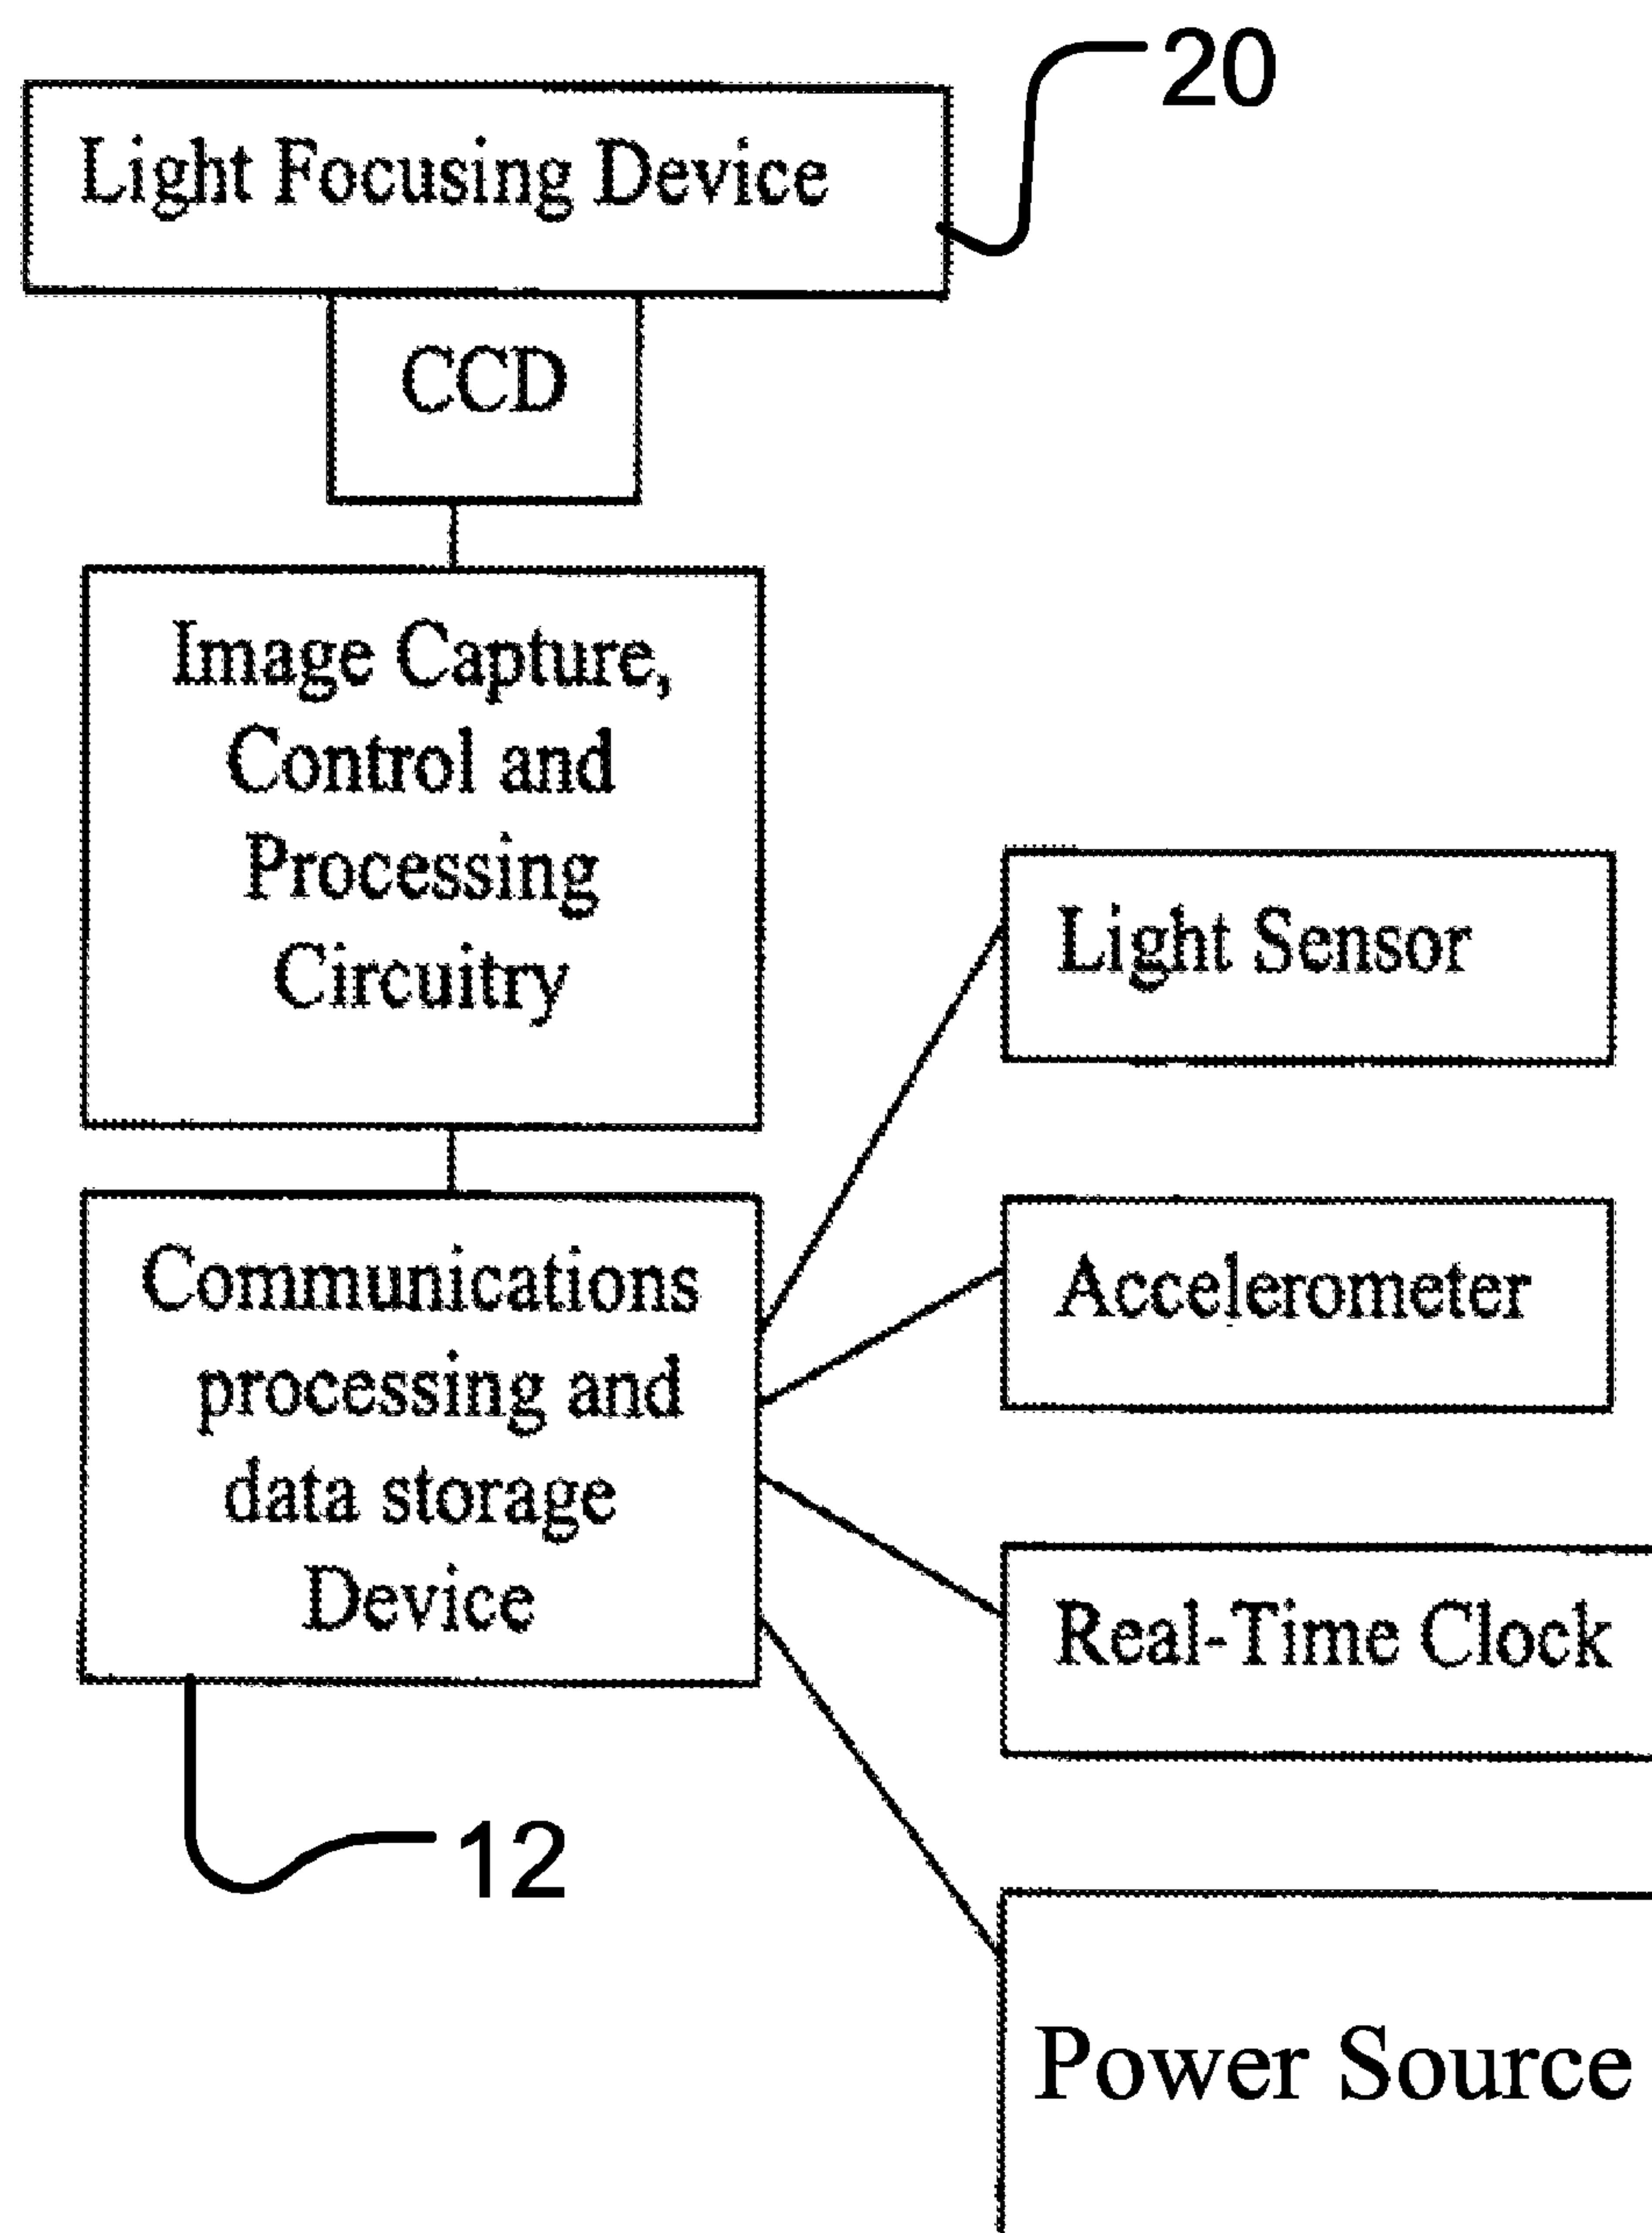 20
Light Focusing Device
CCD
Image Capture,
Control and
Processing
Circuitry
Light Sensor
Communications
processing and
data storage
Device
Accelerometer
Real-Time Clock
12
Power Source